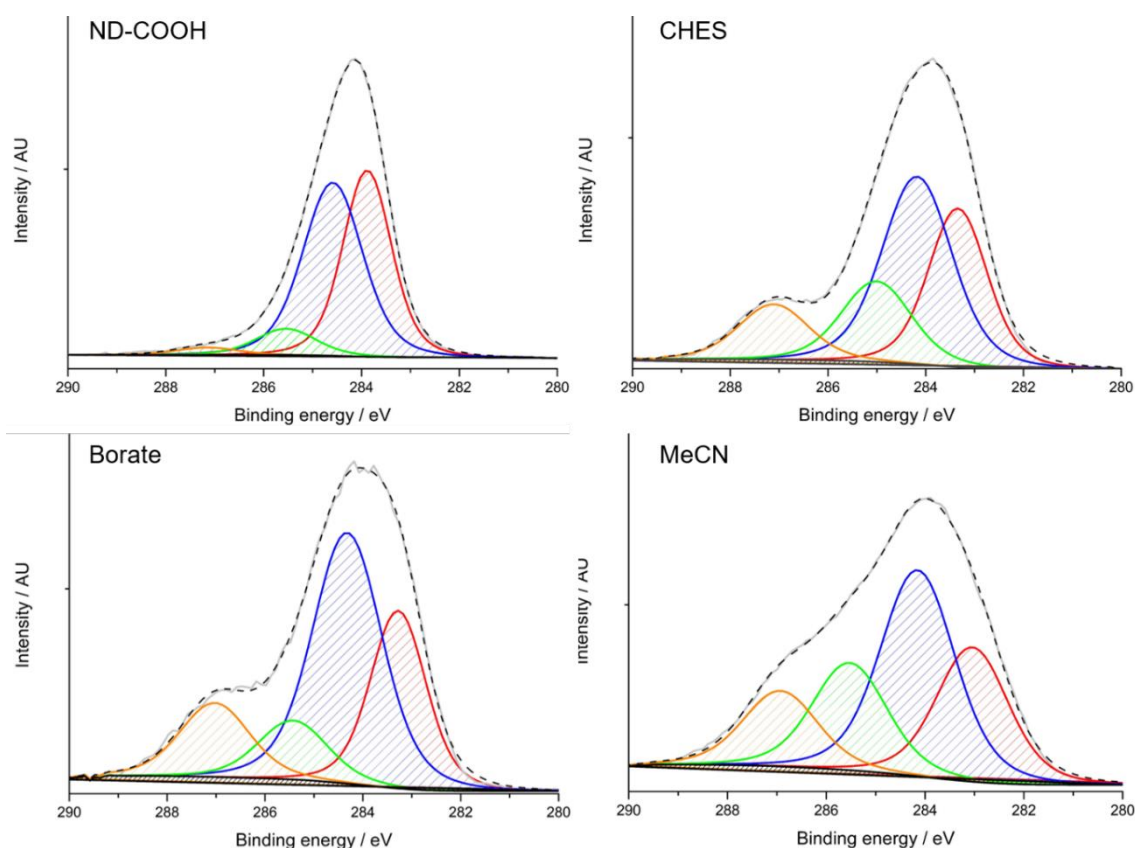 ND-COOH
Intensity / AU
290 288 286 284 282 280
Binding energy / eV
CHES
Intensity / AU
290 288 286 284 282 280
Binding energy / eV
Borate
Intensity / AU
290 288 286 284 282 280
Binding energy / eV
MeCN
Intensity / AU
290 288 286 284 282 280
Binding energy / eV